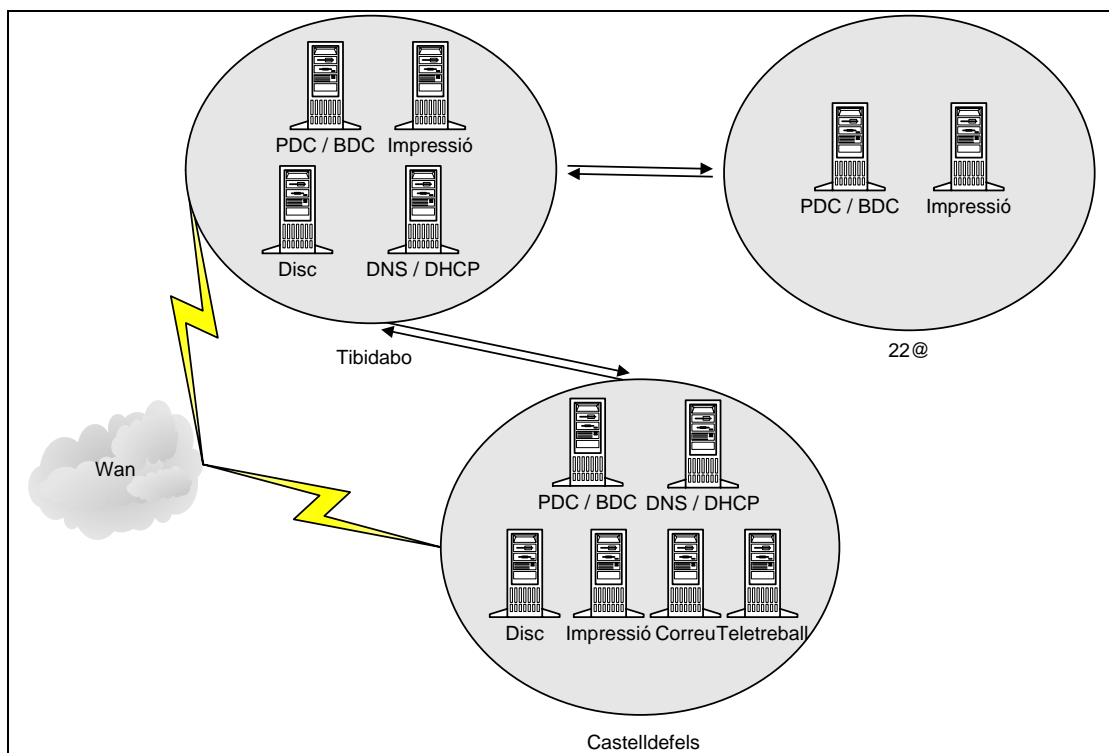 PDC / BDC
Impressió
PDC / BDC
Impressió
Disc
DNS / DHCP
22@
Tibidabo
Wan
PDC / BDC
DNS / DHCP
Disc
Impressió
Correu
Teletreball
Castelldefels